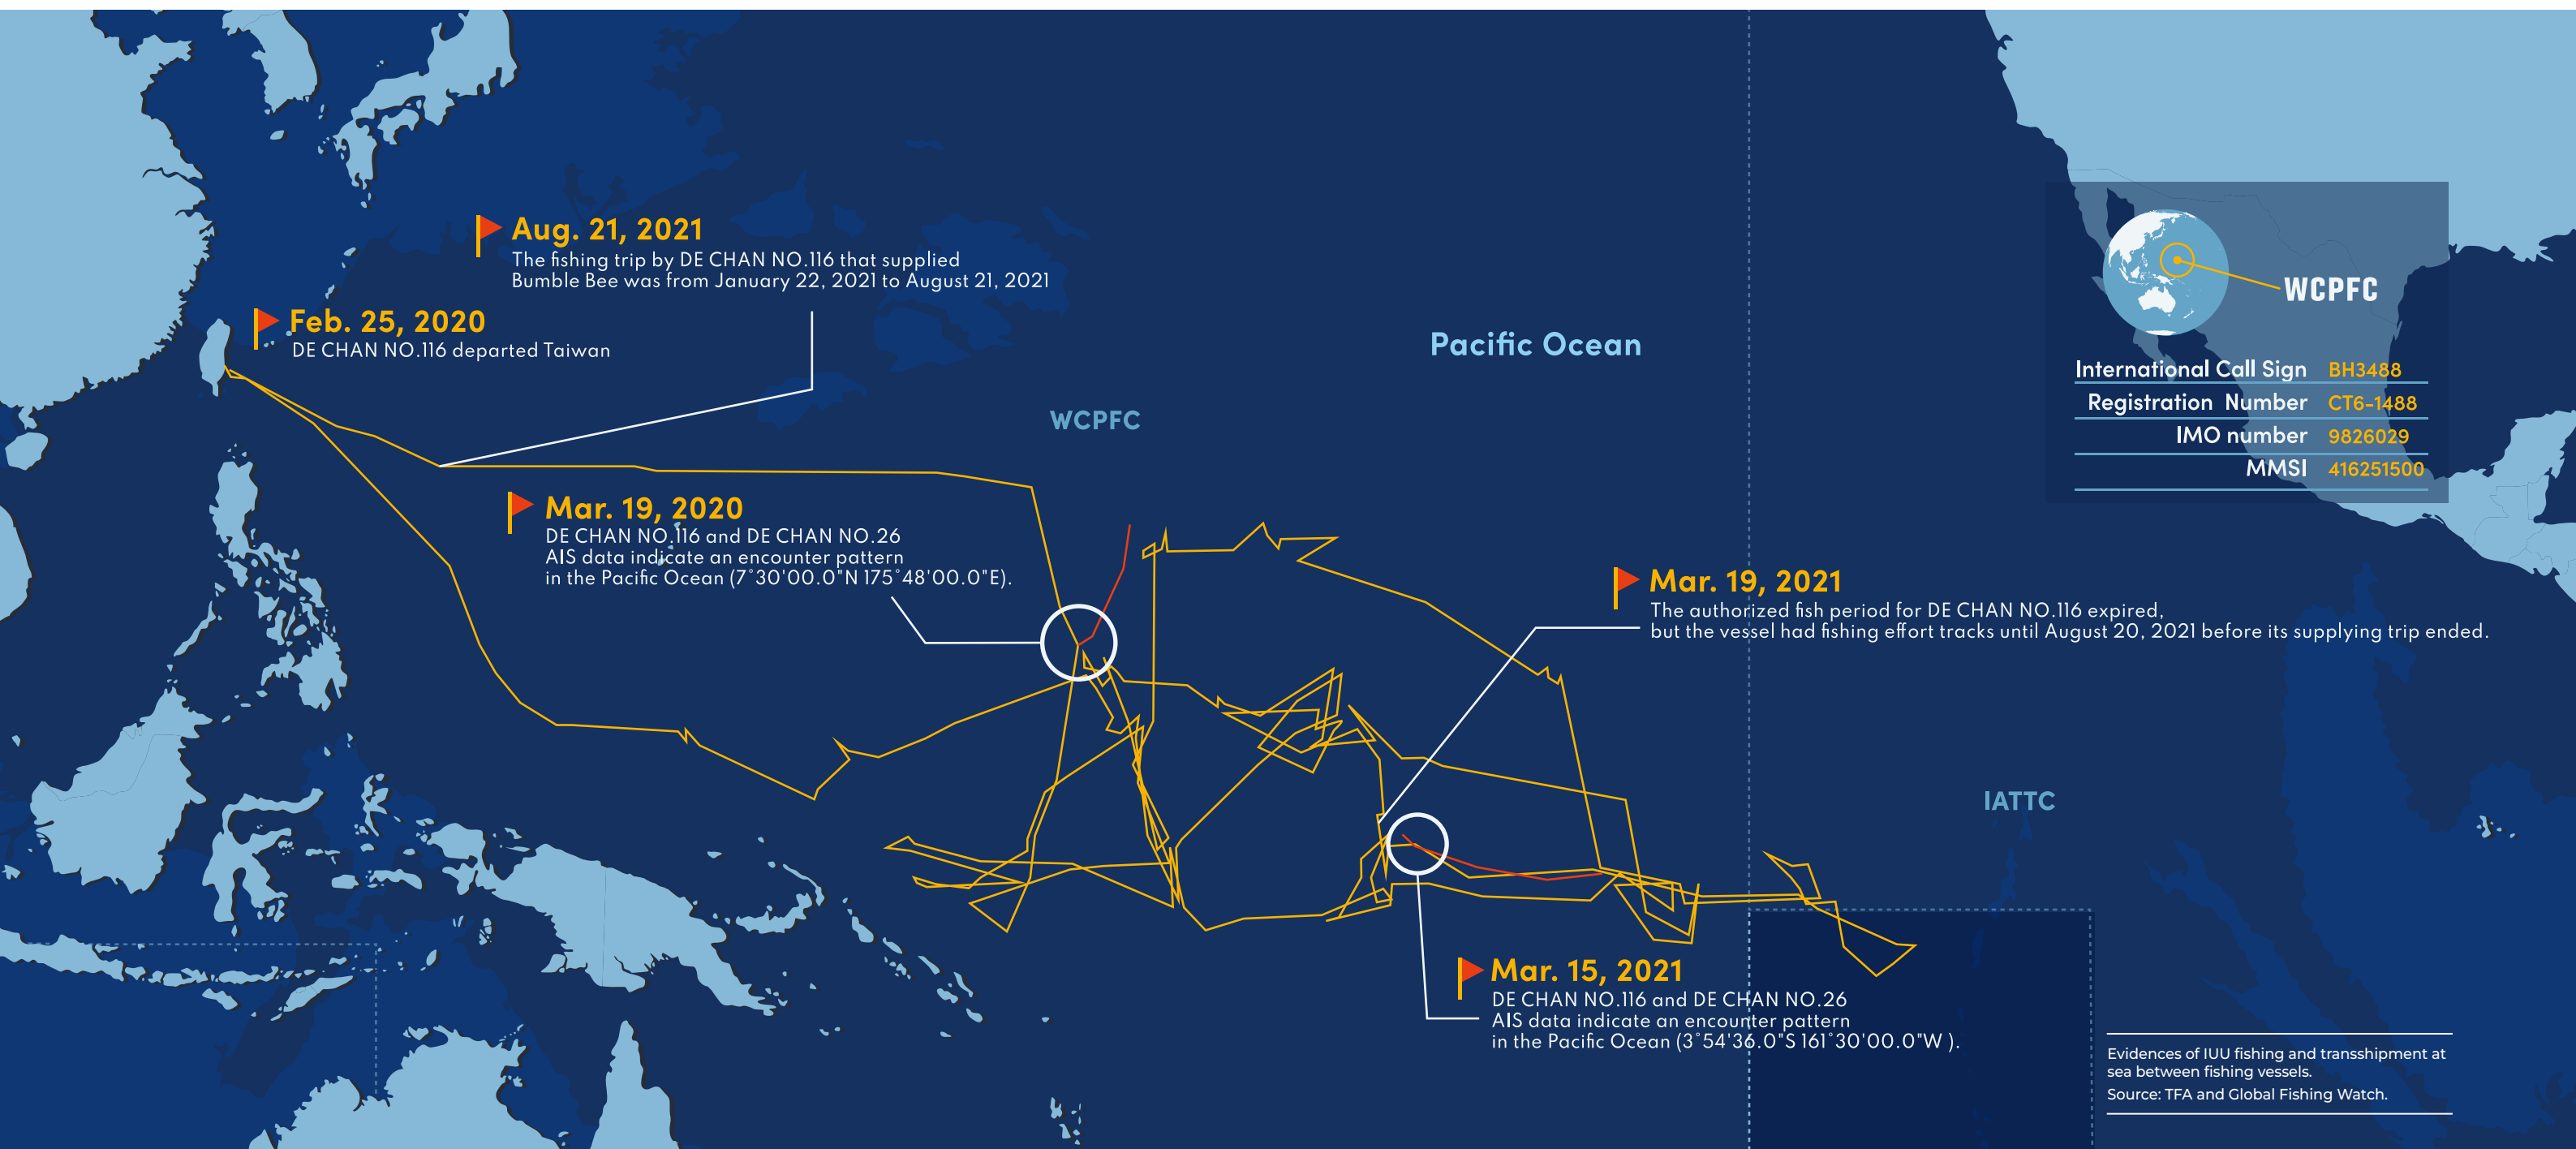 Aug. 21, 2021
The fishing trip by DE CHAN NO.116 that supplied
Bumble Bee was from January 22, 2021 to August 21, 2021
Feb. 25, 2020
DE CHAN NO.116 departed Taiwan
Pacific Ocean
WCPFC
WCPFC
International Call Sign BH3488
Registration Number CT6-1488
IMO number 9826029
MMSI 416251500
Mar. 19, 2020
DE CHAN NO.116 and DE CHAN NO.26
AIS data indicate an encounter pattern
in the Pacific Ocean (7°30'00.0"N 175°48'00.0"E).
Mar. 19, 2021
The authorized fish period for DE CHAN NO.116 expired,
but the vessel had fishing effort tracks until August 20, 2021 before its supplying trip ended.
IATTC
Mar. 15, 2021
DE CHAN NO.116 and DE CHAN NO.26
AIS data indicate an encounter pattern
in the Pacific Ocean (3°54'36.0"S 161°30'00.0"W ).
Evidences of IUU fishing and transshipment at
sea between fishing vessels.
Source: TFA and Global Fishing Watch.